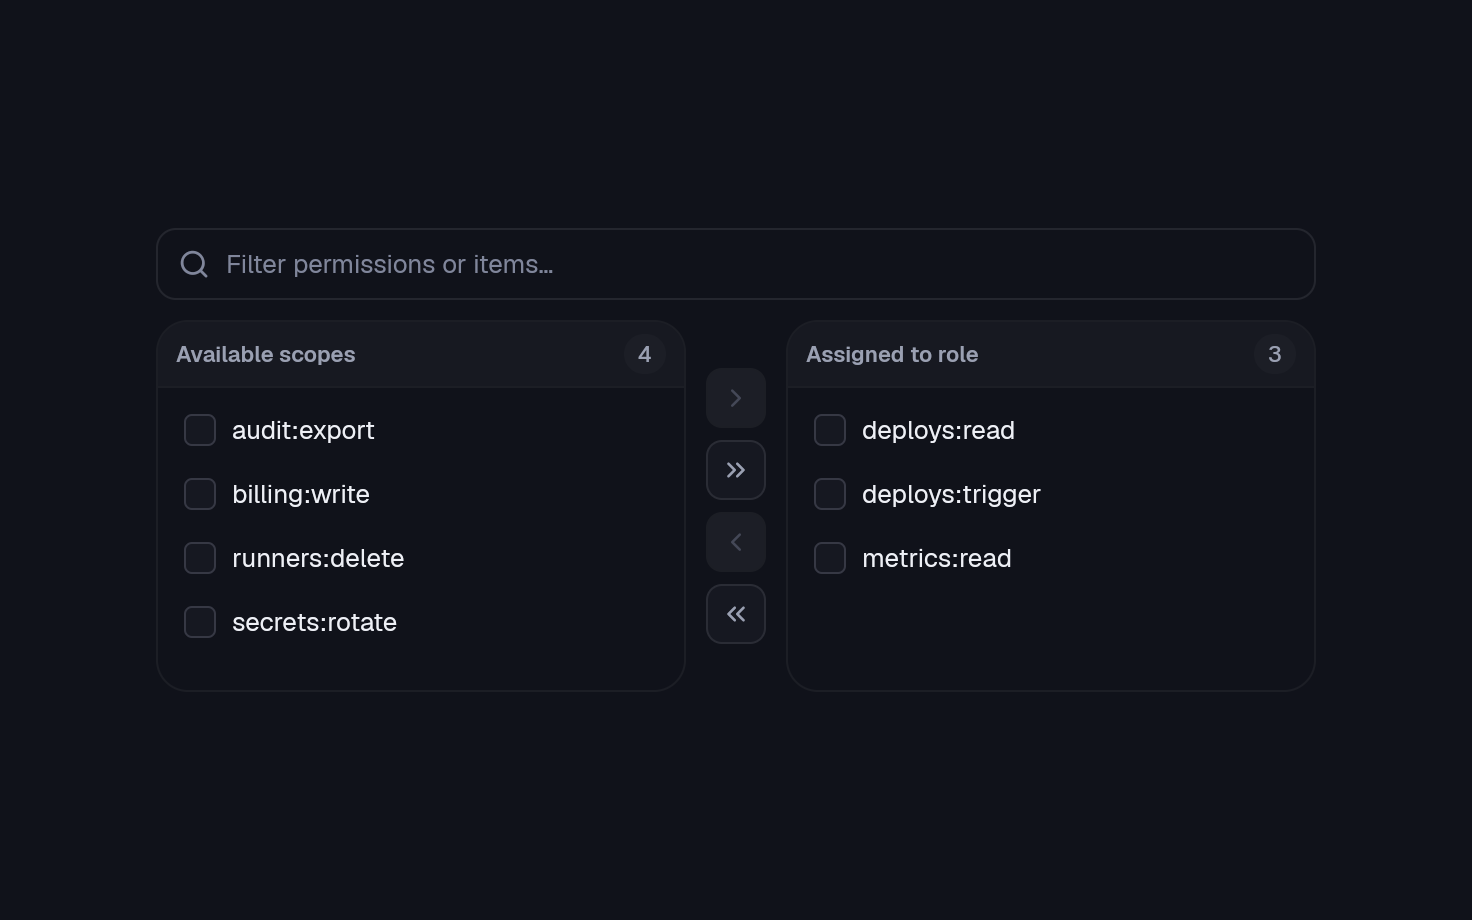 Filter permissions or items…
Available scopes 4
audit:export
billing:write
runners:delete
secrets:rotate
Assigned to role 3
deploys:read
deploys:trigger
metrics:read